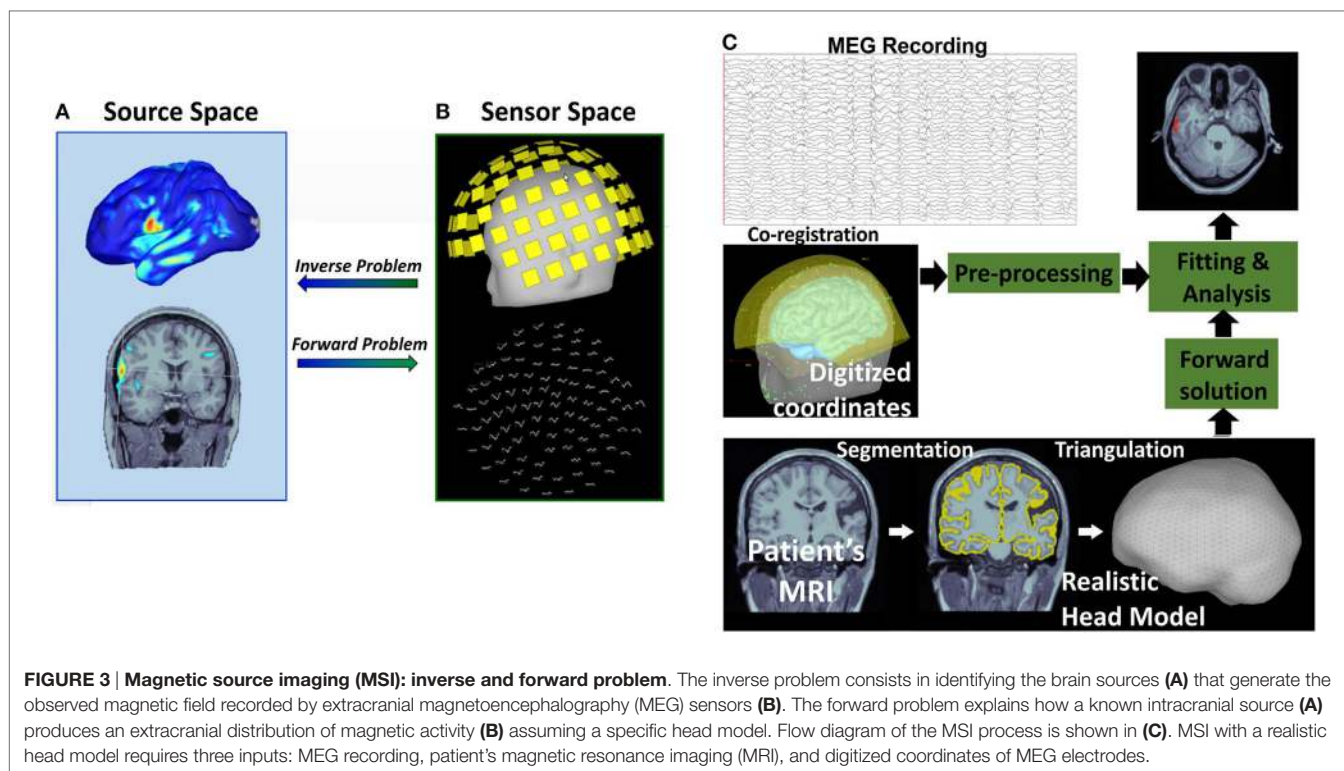 A
Source Space
B
Sensor Space
Inverse Problem
Forward Problem
C
MEG Recording
Co-registration
Digitized
coordinates
Pre-processing
Fitting &
Analysis
Forward
solution
Segmentation
Triangulation
Patient's
MRI
Realistic
Head Model
FIGURE 3 | Magnetic source imaging (MSI): inverse and forward problem. The inverse problem consists in identifying the brain sources (A) that generate the
observed magnetic field recorded by extracranial magnetoencephalography (MEG) sensors (B). The forward problem explains how a known intracranial source (A)
produces an extracranial distribution of magnetic activity (B) assuming a specific head model. Flow diagram of the MSI process is shown in (C). MSI with a realistic
head model requires three inputs: MEG recording, patient's magnetic resonance imaging (MRI), and digitized coordinates of MEG electrodes.